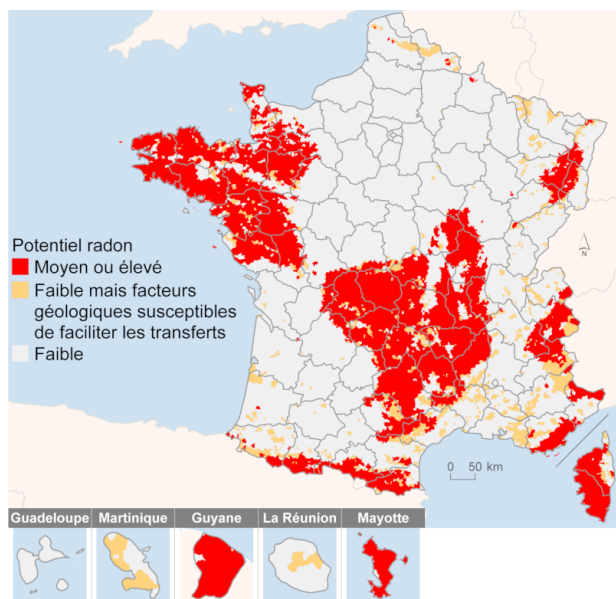 Potentiel radon
Moyen ou élevé
Faible mais facteurs
géologiques susceptibles
de faciliter les transferts
Faible
N
0 50 km
Guadeloupe Martinique Guyane La Réunion Mayotte